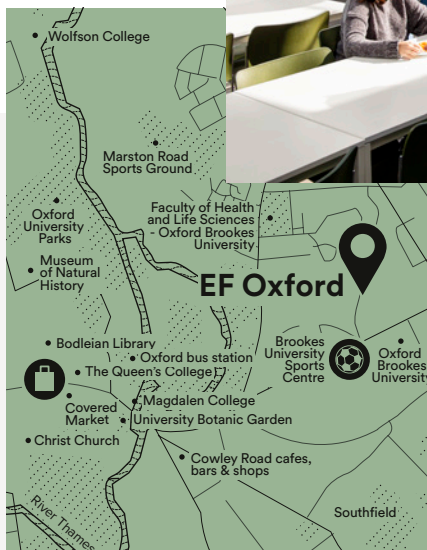 Wolfson College
Marston Road
Sports Ground
Faculty of Health
and Life Sciences
- Oxford Brookes
University
Oxford
University
Parks
Museum
of Natural
History
EF Oxford
Bodleian Library
Oxford bus station
The Queen's College
Brookes
University
Sports
Centre
Oxford
Brookes
University
Covered
Market
Magdalen College
University Botanic Garden
Christ Church
Cowley Road cafes,
bars & shops
River Thames
Southfield